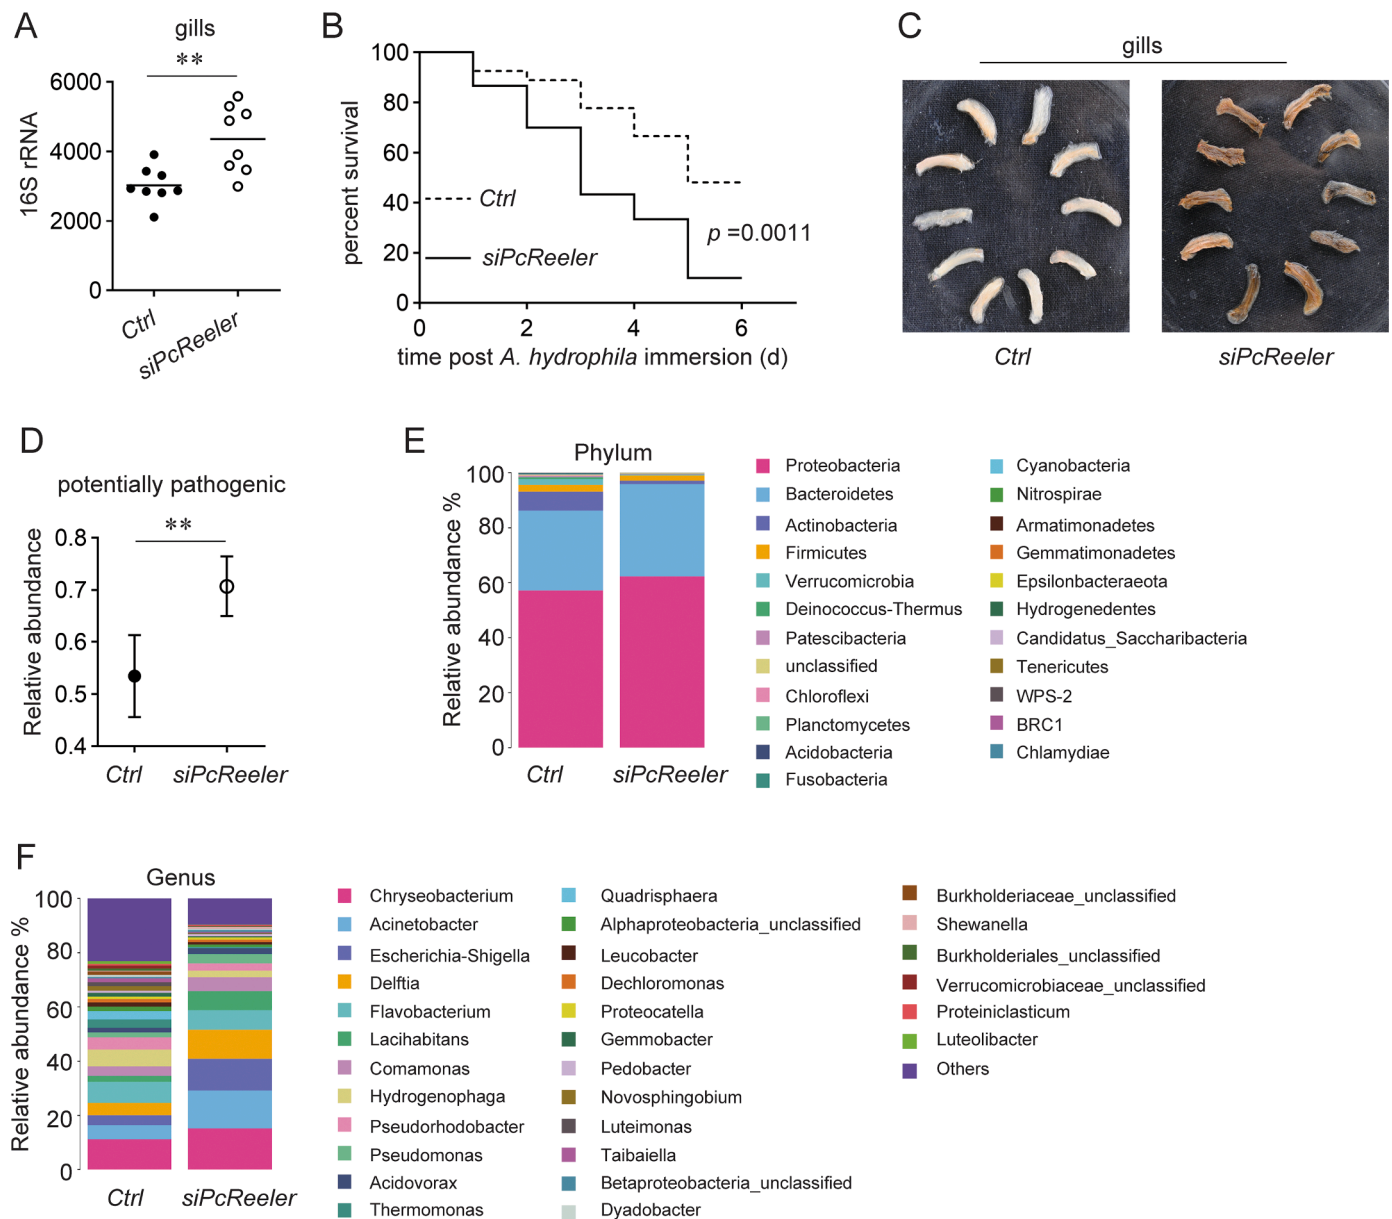 A
gills
**
16S rRNA
6000
4000
2000
0
Ctrl
siPcReeler
B
percent survival
100
80
60
40
20
0
Ctrl
siPcReeler
p =0.0011
0
2
4
6
time post A. hydrophila immersion (d)
C
gills
Ctrl
siPcReeler
D
potentially pathogenic
**
Relative abundance
0.8
0.7
0.6
0.5
0.4
Ctrl
siPcReeler
E
Phylum
Relative abundance %
100
80
60
40
20
0
Ctrl
siPcReeler
Proteobacteria
Bacteroidetes
Actinobacteria
Firmicutes
Verrucomicrobia
Deinococcus-Thermus
Patescibacteria
unclassified
Chloroflexi
Planctomycetes
Acidobacteria
Fusobacteria
Cyanobacteria
Nitrospirae
Armatimonadetes
Gemmatimonadetes
Epsilonbacteraeota
Hydrogenedentes
Candidatus_Saccharibacteria
Tenericutes
WPS-2
BRC1
Chlamydiae
F
Genus
Relative abundance %
100
80
60
40
20
0
Ctrl
siPcReeler
Chryseobacterium
Acinetobacter
Escherichia-Shigella
Delftia
Flavobacterium
Lacihabitans
Comamonas
Hydrogenophaga
Pseudorhodobacter
Pseudomonas
Acidovorax
Thermomonas
Quadrisphaera
Alphaproteobacteria_unclassified
Leucobacter
Dechloromonas
Proteocatella
Gemmobacter
Pedobacter
Novosphingobium
Luteimonas
Taibaiella
Betaproteobacteria_unclassified
Dyadobacter
Burkholderiaceae_unclassified
Shewanella
Burkholderiales_unclassified
Verrucomicrobiaceae_unclassified
Proteiniclasticum
Luteolibacter
Others